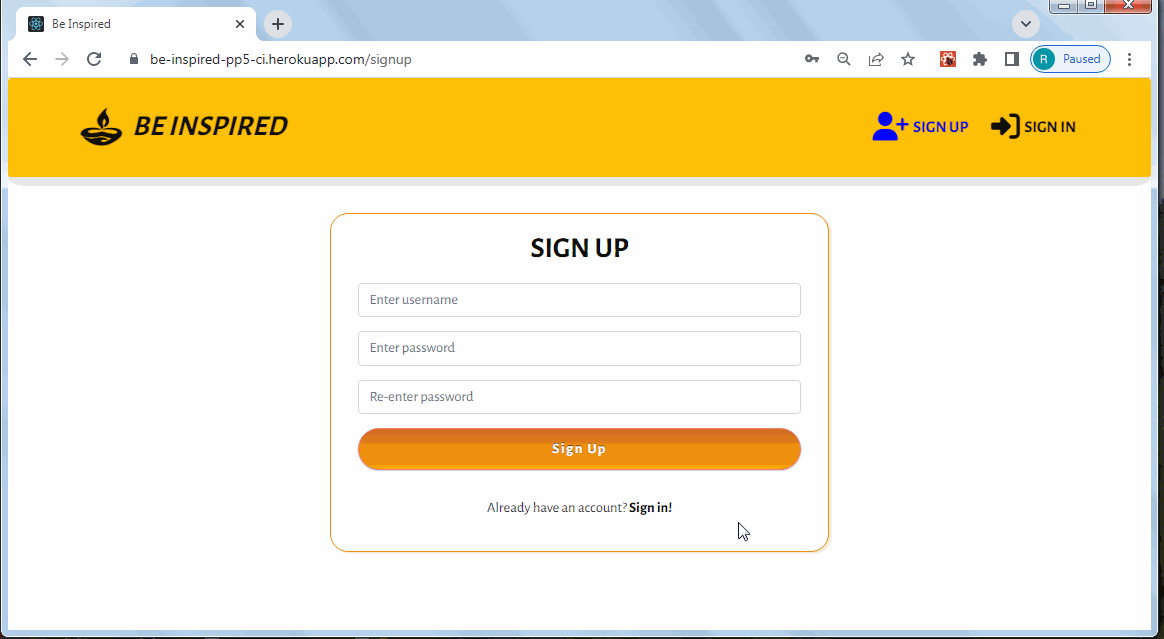 Be Inspired
be-inspired-pp5-ci.herokuapp.com/signup
R Paused
BE INSPIRED
SIGN UP
SIGN IN
SIGN UP
Enter username
Enter password
Re-enter password
Sign Up
Already have an account? Sign in!